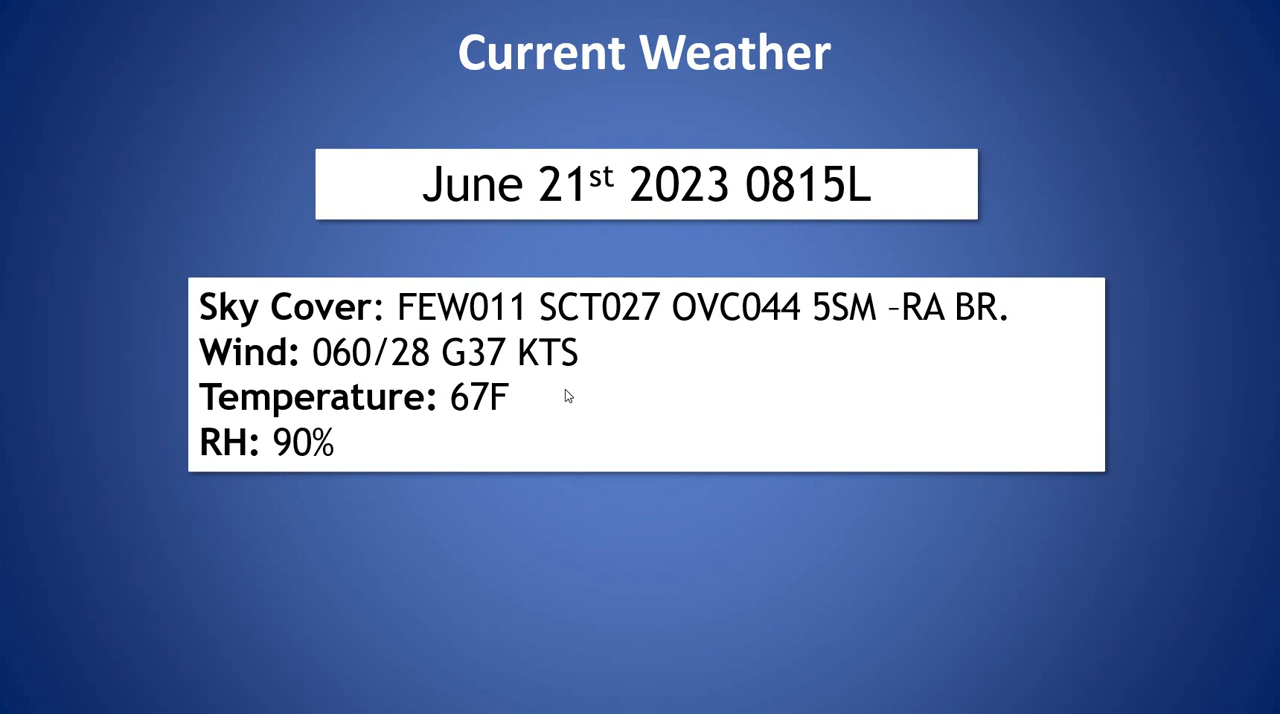 Current Weather
June 21st 2023 0815L
Sky Cover: FEW011 SCT027 OVC044 5SM –RA BR.
Wind: 060/28 G37 KTS
Temperature: 67F
RH: 90%